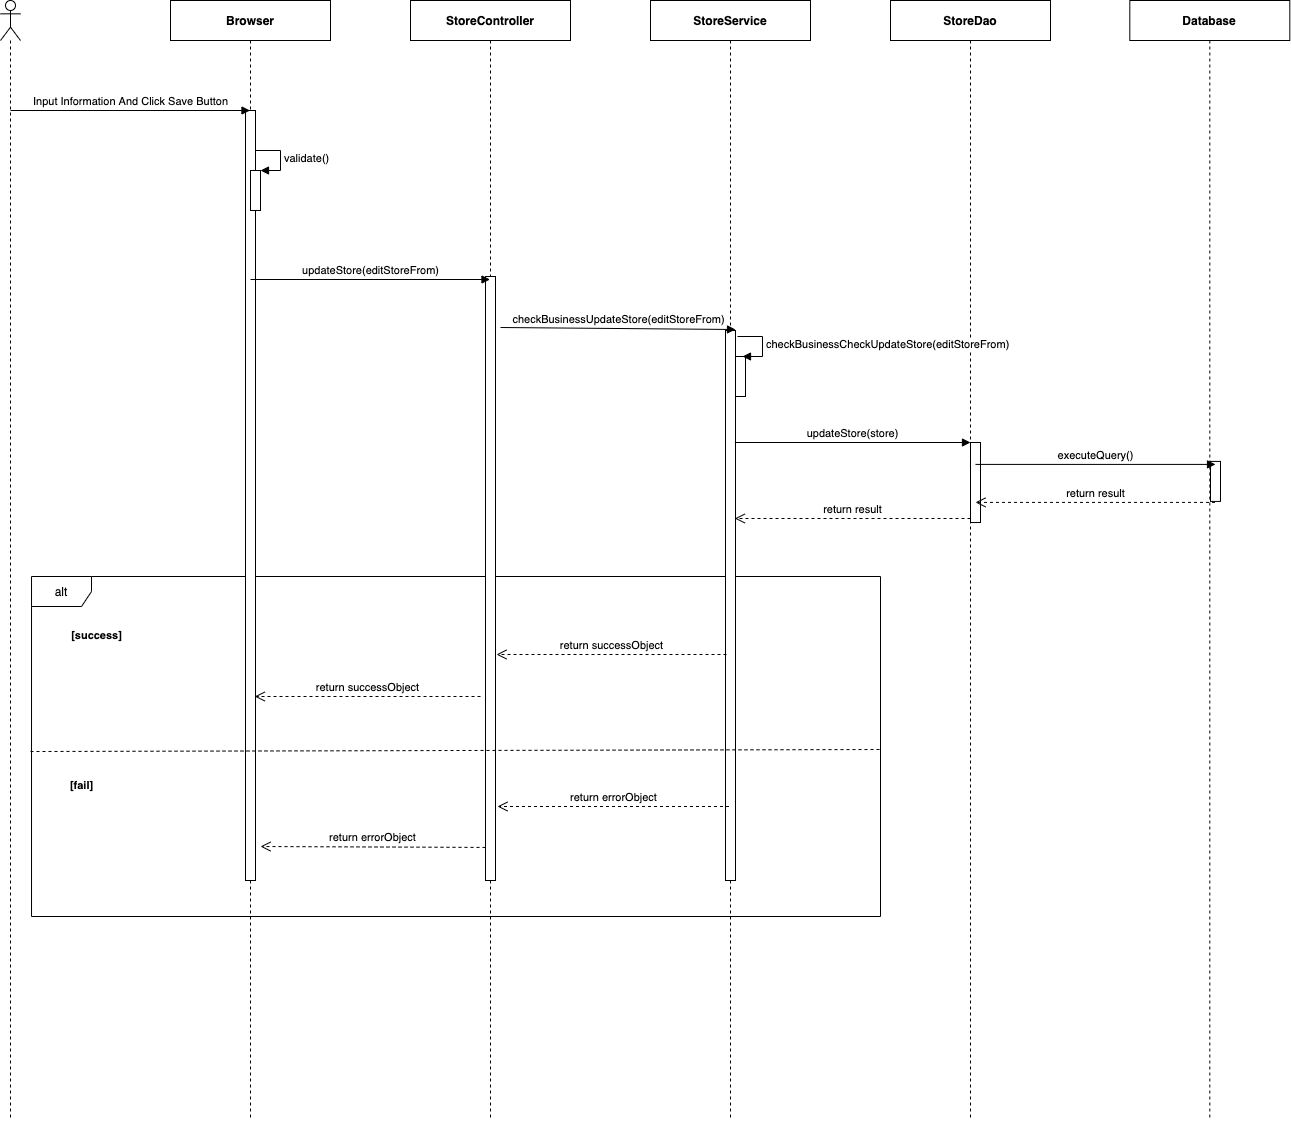 Browser
StoreController
StoreService
StoreDao
Database
Input Information And Click Save Button
validate()
updateStore(editStoreFrom)
checkBusinessUpdateStore(editStoreFrom)
checkBusinessCheckUpdateStore(editStoreFrom)
updateStore(store)
executeQuery()
return result
return result
alt
[success]
return successObject
return successObject
[fail]
return errorObject
return errorObject